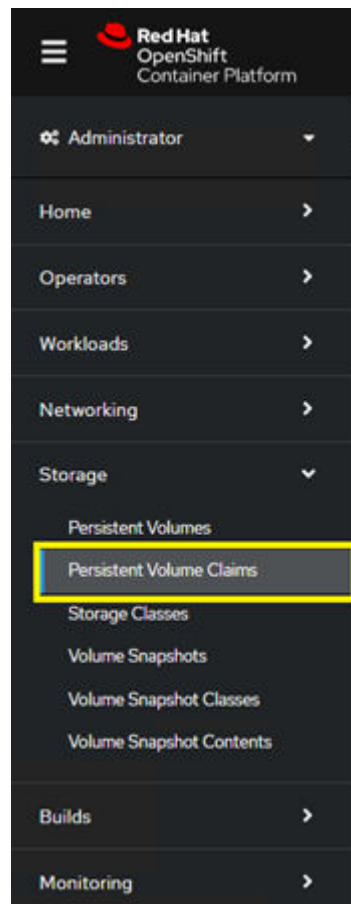 Red Hat
OpenShift
Container Platform
Administrator
Home
Operators
Workloads
Networking
Storage
Persistent Volumes
Persistent Volume Claims
Storage Classes
Volume Snapshots
Volume Snapshot Classes
Volume Snapshot Contents
Builds
Monitoring